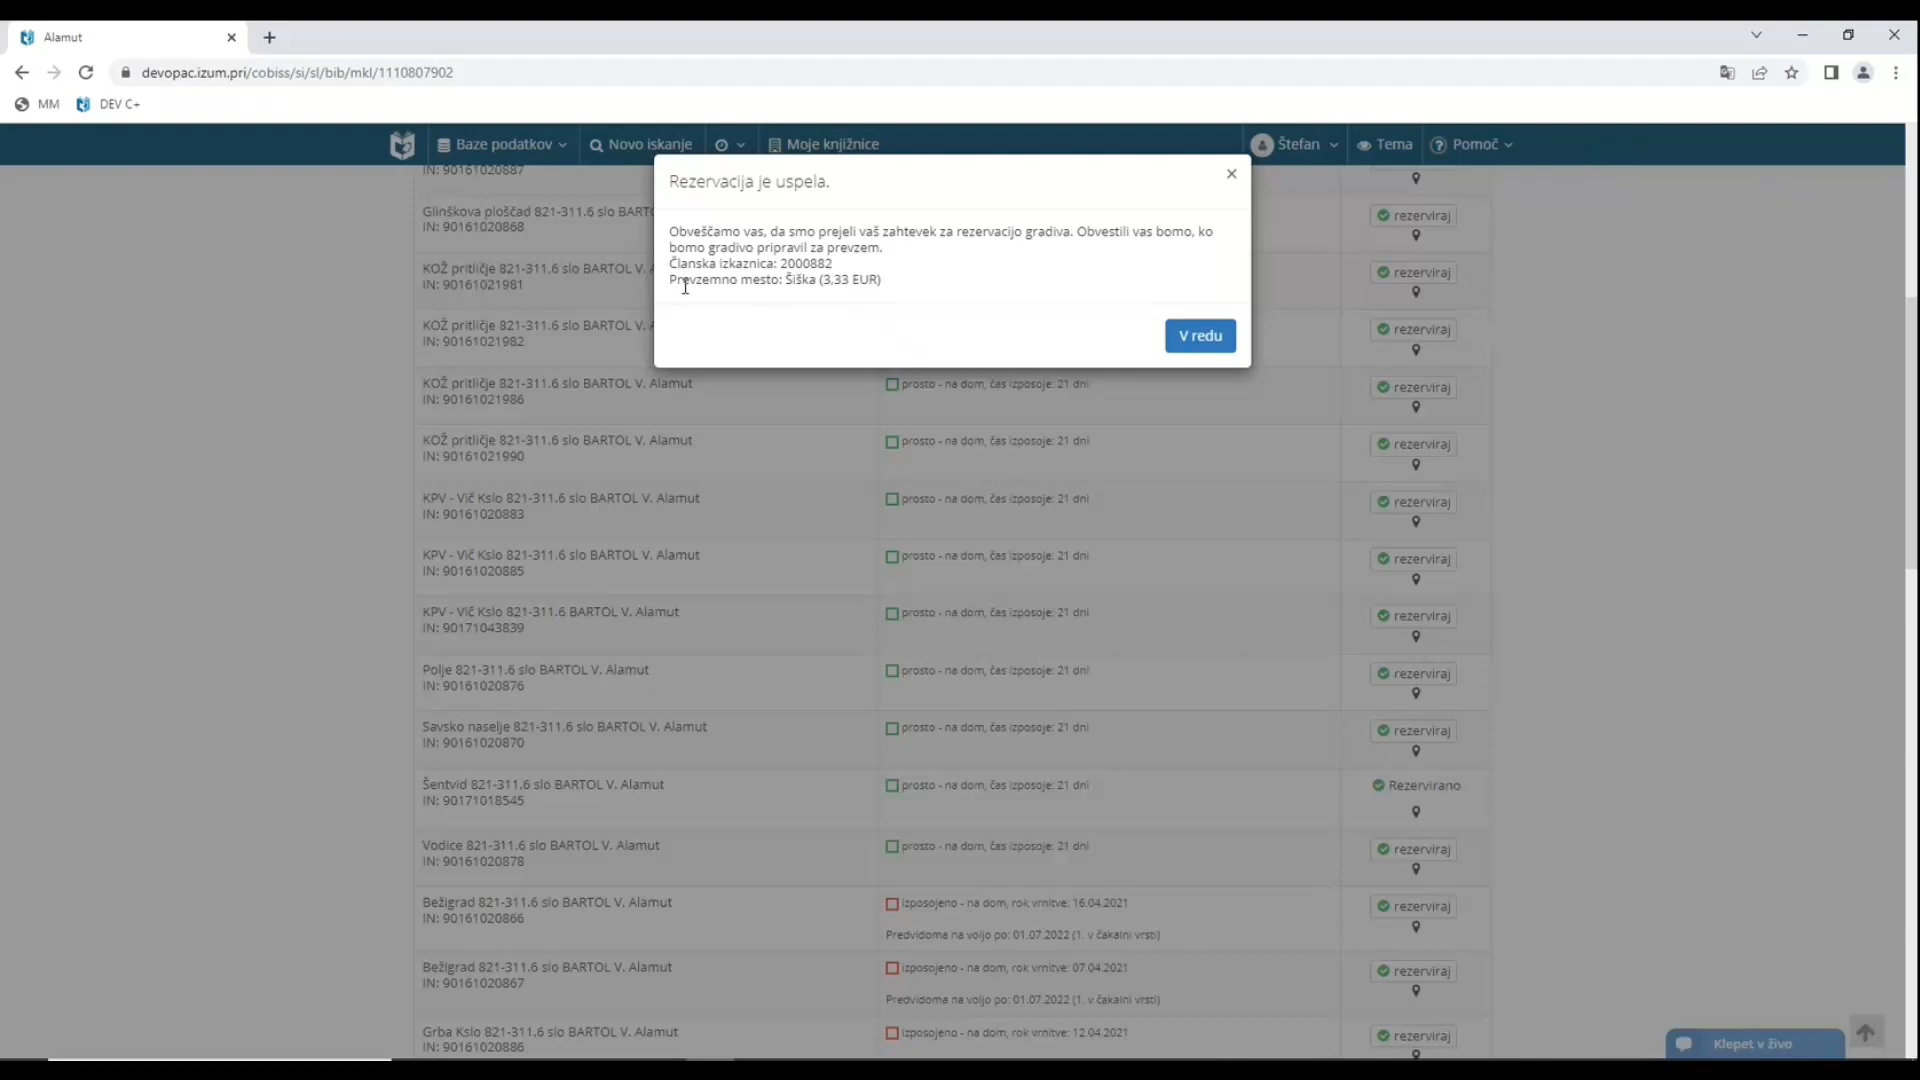 Alamut
devopac.izum.pri/cobiss/si/sl/bib/mkl/1110807902
MM DEV C+
Baze podatkov Novo iskanje Moje knjižnice Štefan Tema Pomoč
IN: 90161020887
Rezervacija je uspela.
Obveščamo vas, da smo prejeli vaš zahtevek za rezervacijo gradiva. Obvestili vas bomo, ko
bomo gradivo pripravil za prevzem.
Članska izkaznica: 2000882
Prevzemno mesto: Šiška (3,33 EUR)
V redu
Glinškova ploščad 821-311.6 slo BARTO rezerviraj
IN: 90161020868
KOŽ pritličje 821-311.6 slo BARTOL V. A rezerviraj
IN: 90161021981
KOŽ pritličje 821-311.6 slo BARTOL V. A rezerviraj
IN: 90161021982
KOŽ pritličje 821-311.6 slo BARTOL V. Alamut prosto - na dom, čas izposoje: 21 dni rezerviraj
IN: 90161021986
KOŽ pritličje 821-311.6 slo BARTOL V. Alamut prosto - na dom, čas izposoje: 21 dni rezerviraj
IN: 90161021990
KPV - Vič Kslo 821-311.6 slo BARTOL V. Alamut prosto - na dom, čas izposoje: 21 dni rezerviraj
IN: 90161020883
KPV - Vič Kslo 821-311.6 slo BARTOL V. Alamut prosto - na dom, čas izposoje: 21 dni rezerviraj
IN: 90161020885
KPV - Vič Kslo 821-311.6 BARTOL V. Alamut prosto - na dom, čas izposoje: 21 dni rezerviraj
IN: 90171043839
Polje 821-311.6 slo BARTOL V. Alamut prosto - na dom, čas izposoje: 21 dni rezerviraj
IN: 90161020876
Savsko naselje 821-311.6 slo BARTOL V. Alamut prosto - na dom, čas izposoje: 21 dni rezerviraj
IN: 90161020870
Šentvid 821-311.6 slo BARTOL V. Alamut prosto - na dom, čas izposoje: 21 dni Rezervirano
IN: 90171018545
Vodice 821-311.6 slo BARTOL V. Alamut prosto - na dom, čas izposoje: 21 dni rezerviraj
IN: 90161020878
Bežigrad 821-311.6 slo BARTOL V. Alamut izposojeno - na dom, rok vrnitve: 16.04.2021 rezerviraj
IN: 90161020866
Predvidoma na voljo po: 01.07.2022 (1. v čakalni vrsti)
Bežigrad 821-311.6 slo BARTOL V. Alamut izposojeno - na dom, rok vrnitve: 07.04.2021 rezerviraj
IN: 90161020867
Predvidoma na voljo po: 01.07.2022 (1. v čakalni vrsti)
Grba Kslo 821-311.6 slo BARTOL V. Alamut izposojeno - na dom, rok vrnitve: 12.04.2021 rezerviraj
IN: 90161020886
Klepet v živo